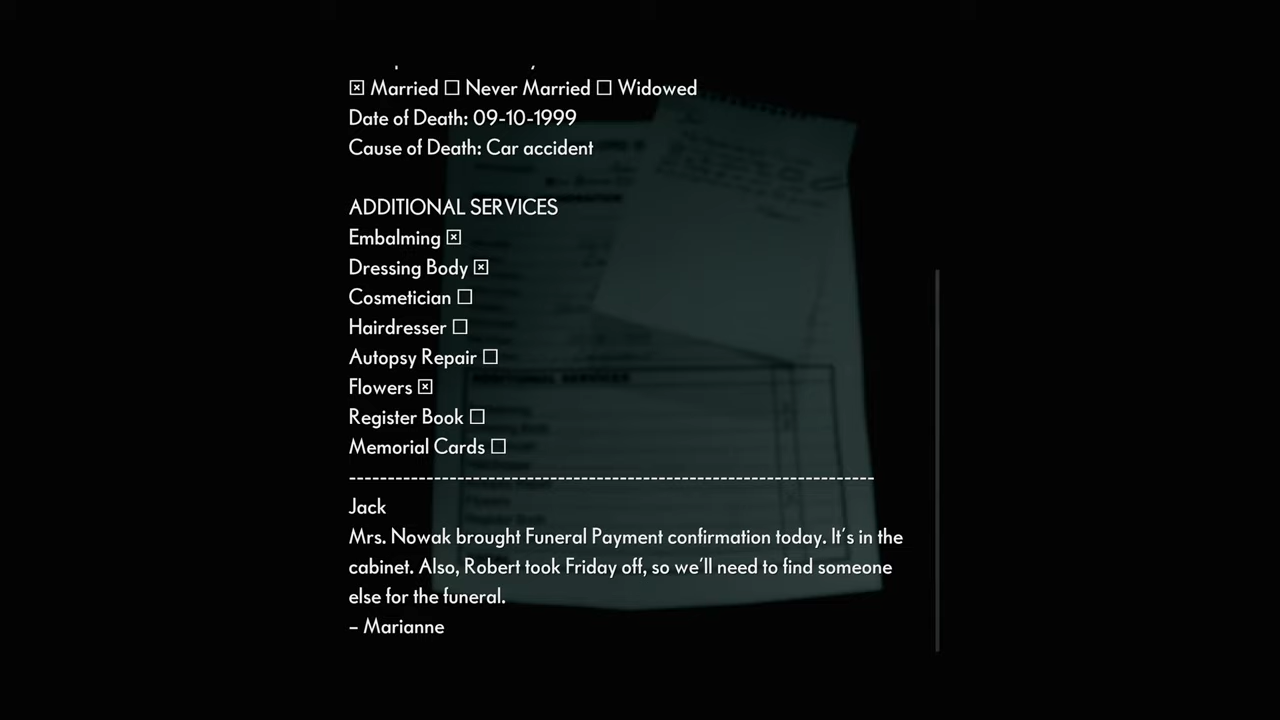 ☒ Married ☐ Never Married ☐ Widowed
Date of Death: 09-10-1999
Cause of Death: Car accident
ADDITIONAL SERVICES
Embalming ☒
Dressing Body ☒
Cosmetician ☐
Hairdresser ☐
Autopsy Repair ☐
Flowers ☒
Register Book ☐
Memorial Cards ☐
---------------------------------------------------------------
Jack
Mrs. Nowak brought Funeral Payment confirmation today. It's in the
cabinet. Also, Robert took Friday off, so we'll need to find someone
else for the funeral.
– Marianne